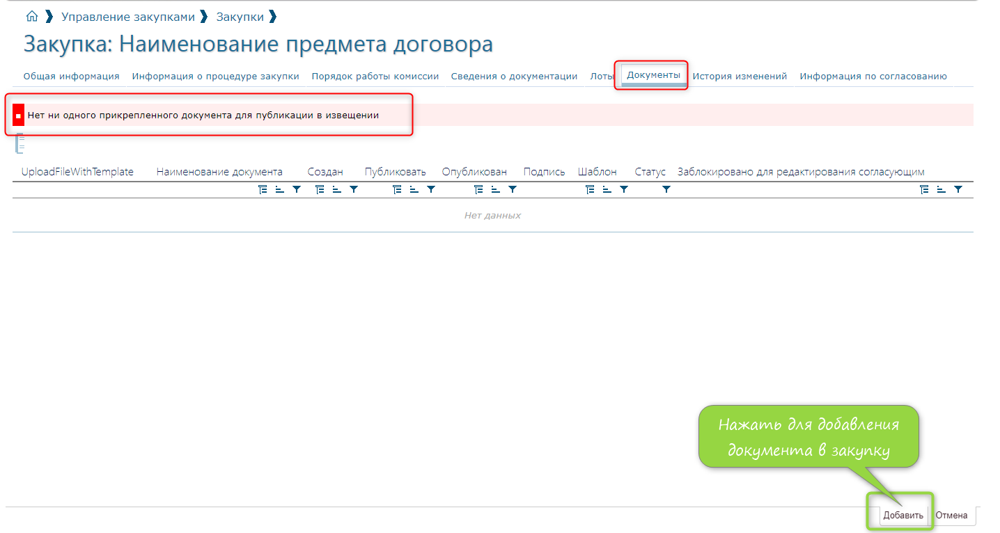 Управление закупками Закупки
Закупка: Наименование предмета договора
Общая информация Информация о процедуре закупки Порядок работы комиссии Сведения о документации Лоты Документы История изменений Информация по согласованию
Нет ни одного прикрепленного документа для публикации в извещении
UploadFileWithTemplate Наименование документа Создан Публиковать Опубликован Подпись Шаблон Статус Заблокировано для редактирования согласующим
Нет данных
Нажать для добавления
документа в закупку
Добавить Отмена